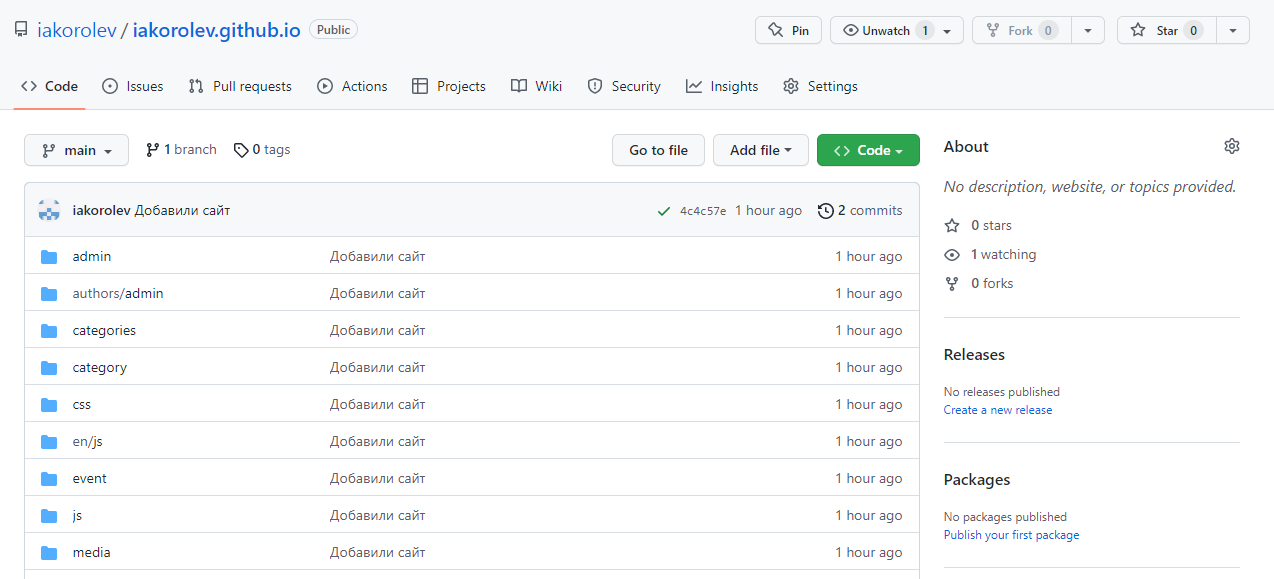 iakorolev / iakorolev.github.io Public Pin Unwatch 1 Fork 0 Star 0
Code Issues Pull requests Actions Projects Wiki Security Insights Settings
main 1 branch 0 tags Go to file Add file Code
iakorolev Добавили сайт 4c4c57e 1 hour ago 2 commits
admin Добавили сайт 1 hour ago
authors/admin Добавили сайт 1 hour ago
categories Добавили сайт 1 hour ago
category Добавили сайт 1 hour ago
css Добавили сайт 1 hour ago
en/js Добавили сайт 1 hour ago
event Добавили сайт 1 hour ago
js Добавили сайт 1 hour ago
media Добавили сайт 1 hour ago
About
No description, website, or topics provided.
0 stars
1 watching
0 forks
Releases
No releases published
Create a new release
Packages
No packages published
Publish your first package